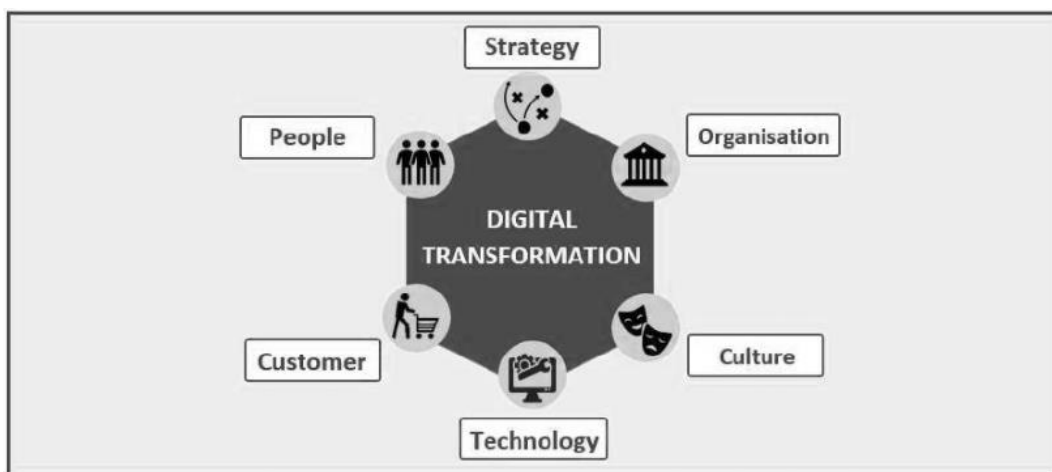 Strategy
People
Organisation
DIGITAL
TRANSFORMATION
Customer
Culture
Technology